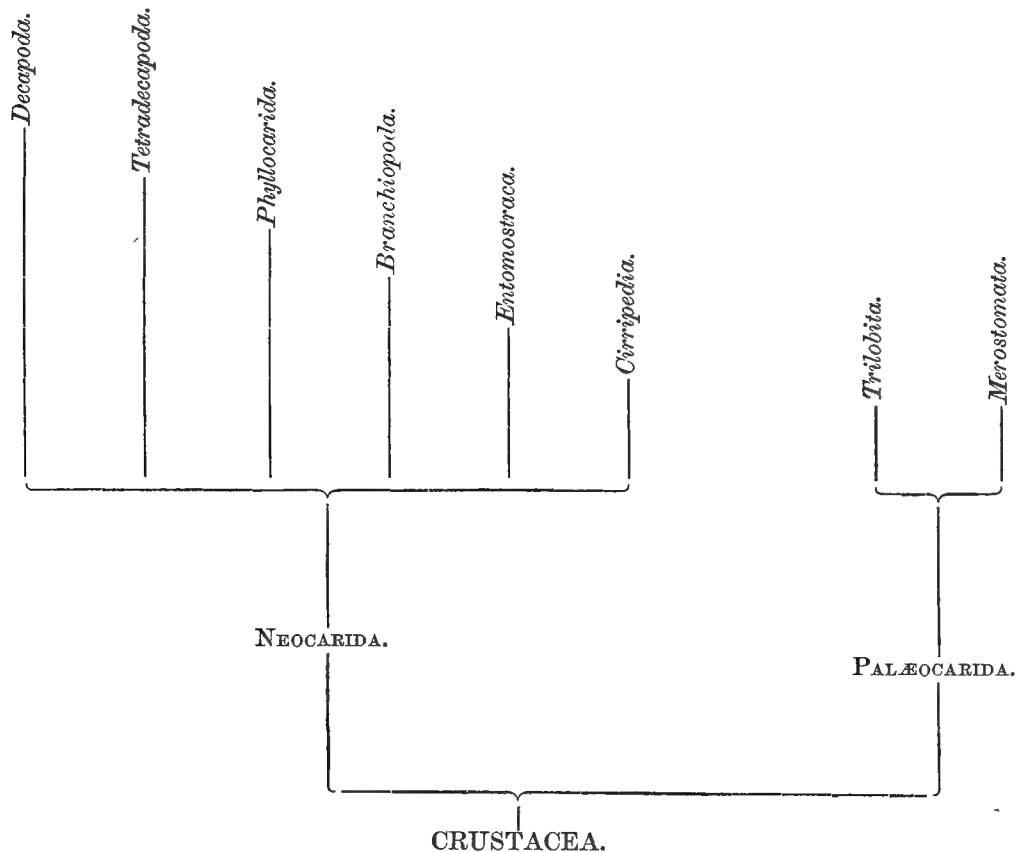 Decapoda.
Tetradecapoda.
Phyllocarida.
Branchiopoda.
Entomostraca.
Cirripedia.
Trilobita.
Merostomata.
NEOCARIDA.
PALÆOCARIDA.
CRUSTACEA.